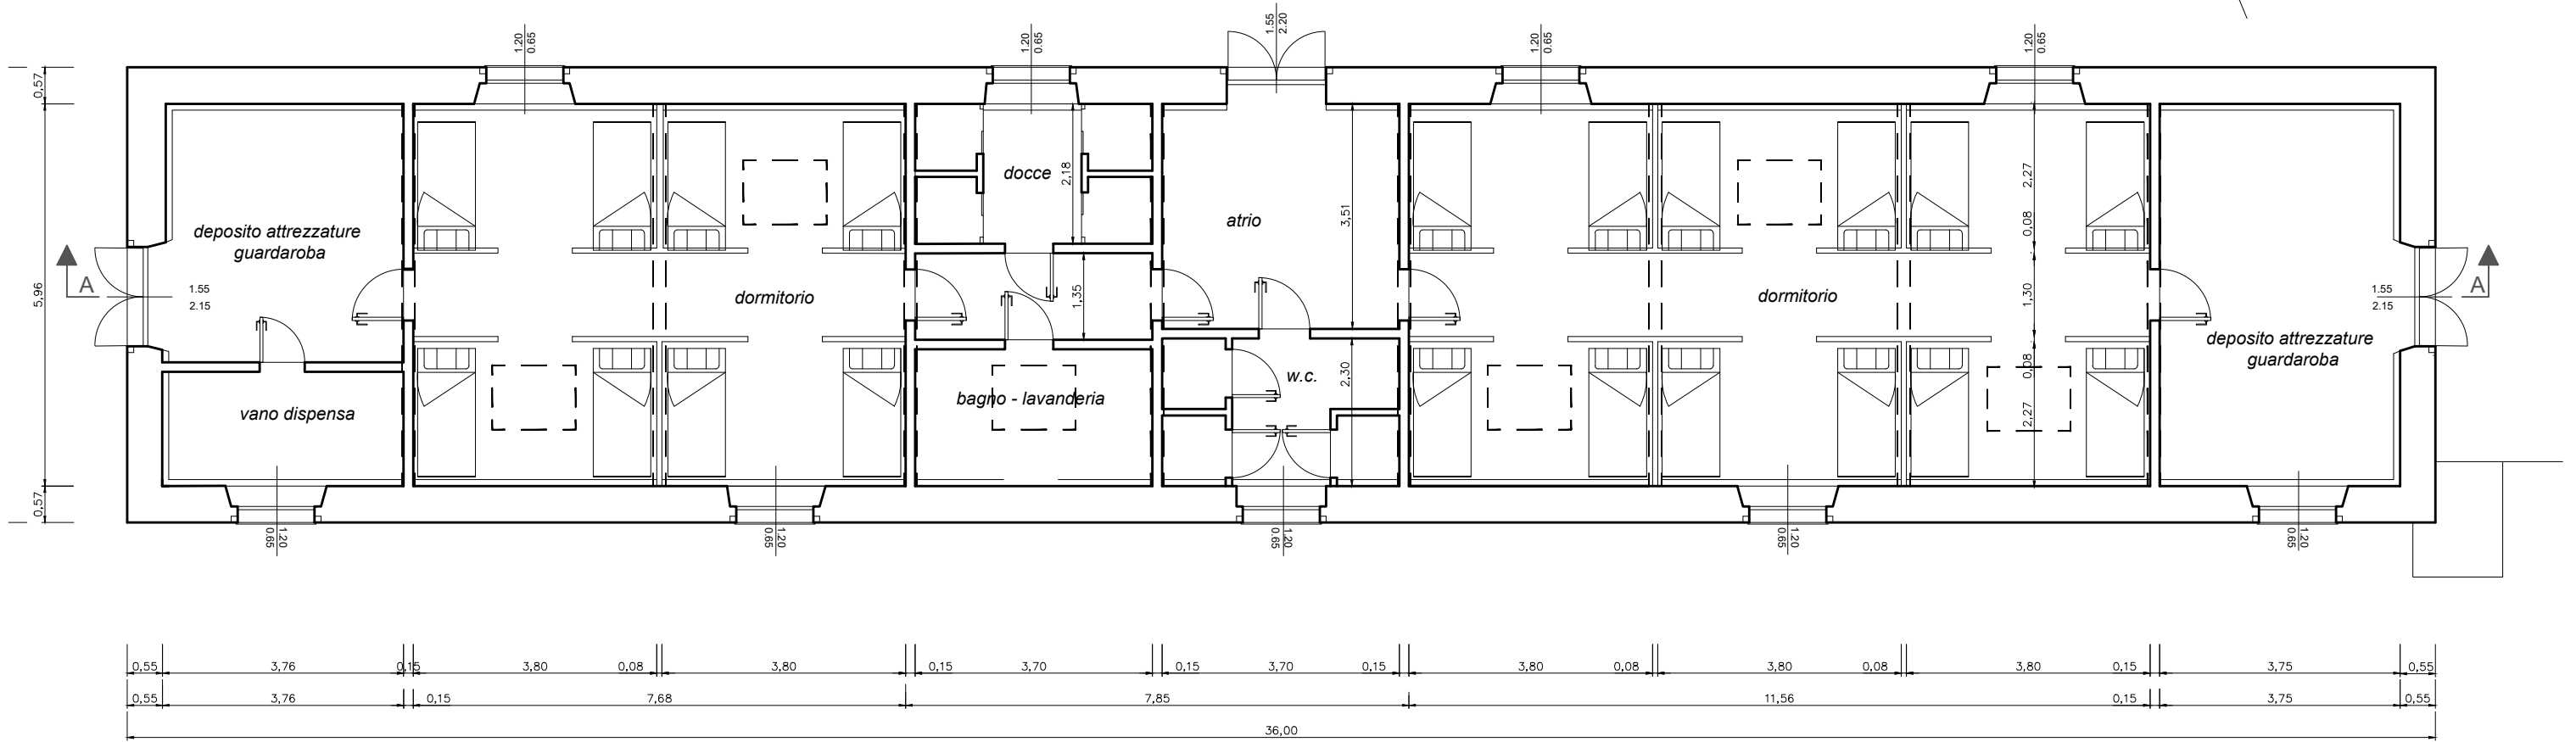 1.55
2.20
1.20
0.65
1.20
0.65
1.20
0.65
1.20
0.65
0,57
5,96
0,57
docce
2,18
atrio
3,51
2,27
0,08
deposito attrezzature
guardaroba
A
1.55
2.15
dormitorio
1,35
dormitorio
1,30
1.55
2.15
A
deposito attrezzature
guardaroba
vano dispensa
bagno - lavanderia
w.c.
2,30
0,08
2,27
1.20
0.65
1.20
0.65
1.20
0.65
1.20
0.65
1.20
0.65
0,55 3,76 0,15 3,80 0,08 3,80 0,15 3,70 0,15 3,70 0,15 3,80 0,08 3,80 0,08 3,80 0,15 3,75 0,55
0,55 3,76 0,15 7,68 7,85 11,56 0,15 3,75 0,55
36,00